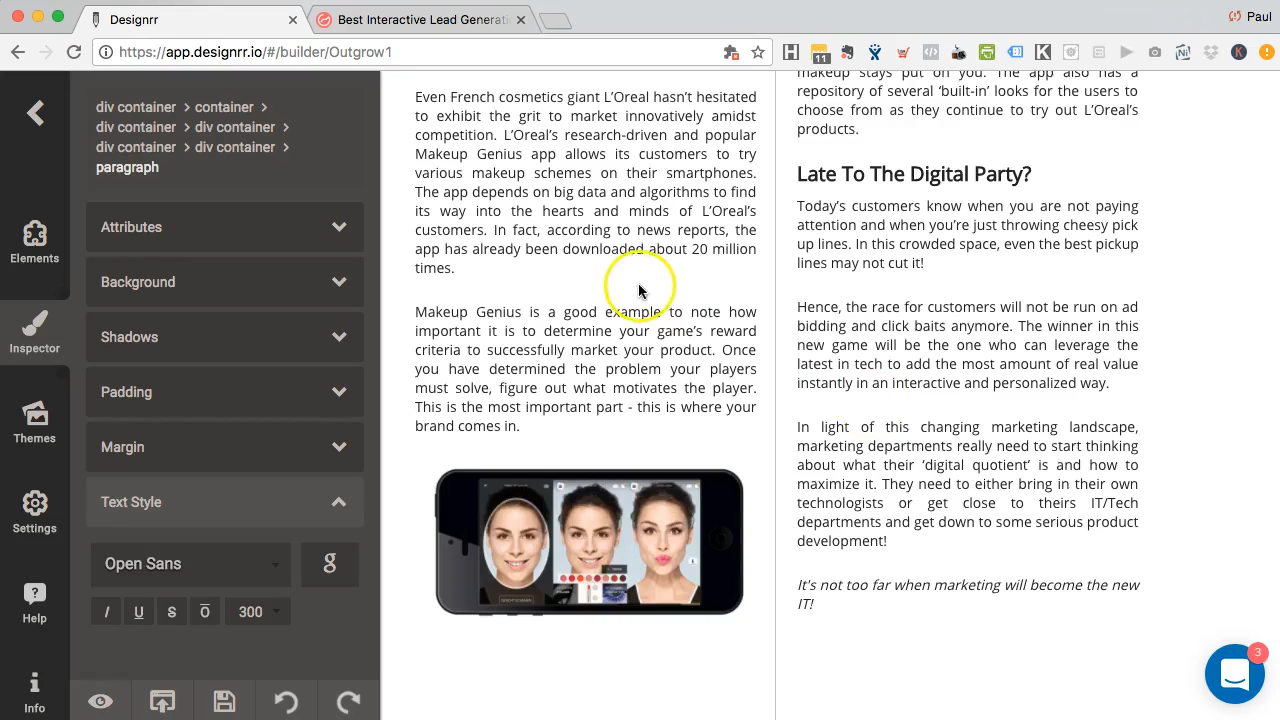 Designrr
Best Interactive Lead Generati
Paul
https://app.designrr.io/#/builder/Outgrow1
11
div container > container >
div container > div container >
div container > div container >
paragraph
Attributes
Background
Shadows
Padding
Margin
Text Style
Open Sans
g
I U S O 300
Elements
Inspector
Themes
Settings
Help
Info
Even French cosmetics giant L’Oreal hasn’t hesitated
to exhibit the grit to market innovatively amidst
competition. L’Oreal’s research-driven and popular
Makeup Genius app allows its customers to try
various makeup schemes on their smartphones.
The app depends on big data and algorithms to find
its way into the hearts and minds of L’Oreal’s
customers. In fact, according to news reports, the
app has already been downloaded about 20 million
times.
Makeup Genius is a good example to note how
important it is to determine your game’s reward
criteria to successfully market your product. Once
you have determined the problem your players
must solve, figure out what motivates the player.
This is the most important part - this is where your
brand comes in.
makeup stays put on you. The app also has a
repository of several ‘built-in’ looks for the users to
choose from as they continue to try out L’Oreal’s
products.
Late To The Digital Party?
Today’s customers know when you are not paying
attention and when you’re just throwing cheesy pick
up lines. In this crowded space, even the best pickup
lines may not cut it!
Hence, the race for customers will not be run on ad
bidding and click baits anymore. The winner in this
new game will be the one who can leverage the
latest in tech to add the most amount of real value
instantly in an interactive and personalized way.
In light of this changing marketing landscape,
marketing departments really need to start thinking
about what their ‘digital quotient’ is and how to
maximize it. They need to either bring in their own
technologists or get close to theirs IT/Tech
departments and get down to some serious product
development!
It's not too far when marketing will become the new
IT!
3